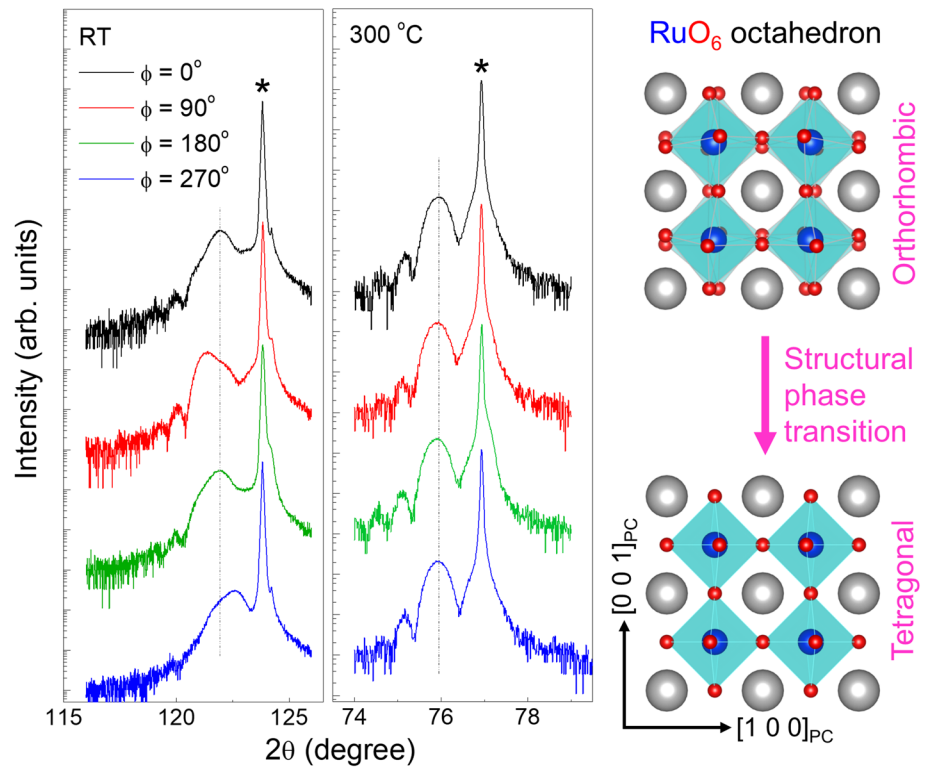 RT
ϕ = 0°
ϕ = 90°
ϕ = 180°
ϕ = 270°
*
300 °C
*
Intensity (arb. units)
115
120
125
74
76
78
2θ (degree)
RuO₆ octahedron
Orthorhombic
Structural
phase
transition
Tetragonal
[0 0 1]PC
[1 0 0]PC